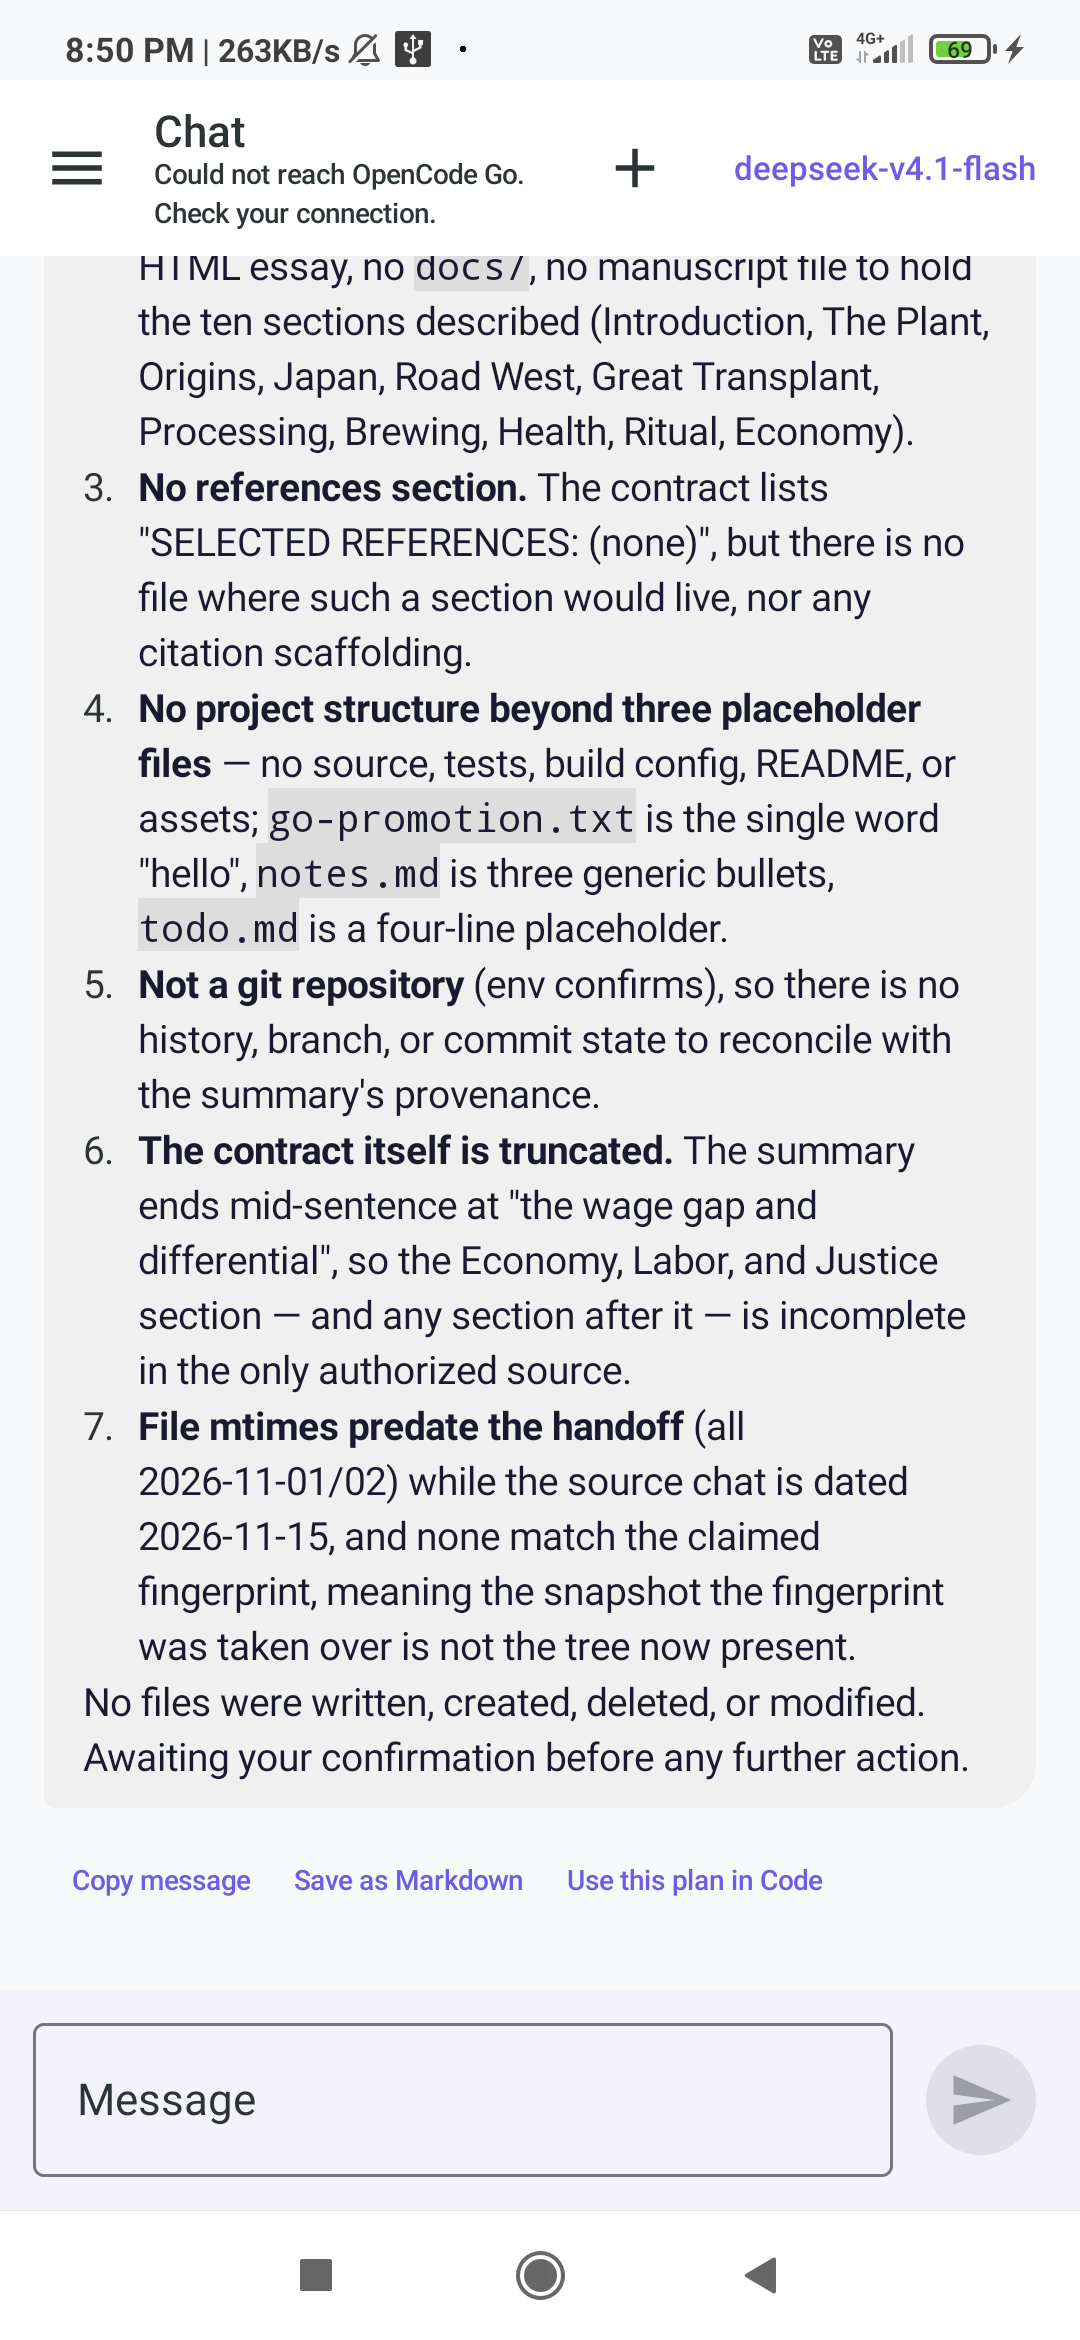 8:50 PM | 263KB/s
Vo LTE 4G+ 69
Chat
Could not reach OpenCode Go.
Check your connection.
deepseek-v4.1-flash
HTML essay, no docs/, no manuscript file to hold
the ten sections described (Introduction, The Plant,
Origins, Japan, Road West, Great Transplant,
Processing, Brewing, Health, Ritual, Economy).
3. No references section. The contract lists
"SELECTED REFERENCES: (none)", but there is no
file where such a section would live, nor any
citation scaffolding.
4. No project structure beyond three placeholder
files — no source, tests, build config, README, or
assets; go-promotion.txt is the single word
"hello", notes.md is three generic bullets,
todo.md is a four-line placeholder.
5. Not a git repository (env confirms), so there is no
history, branch, or commit state to reconcile with
the summary's provenance.
6. The contract itself is truncated. The summary
ends mid-sentence at "the wage gap and
differential", so the Economy, Labor, and Justice
section — and any section after it — is incomplete
in the only authorized source.
7. File mtimes predate the handoff (all
2026-11-01/02) while the source chat is dated
2026-11-15, and none match the claimed
fingerprint, meaning the snapshot the fingerprint
was taken over is not the tree now present.
No files were written, created, deleted, or modified.
Awaiting your confirmation before any further action.
Copy message Save as Markdown Use this plan in Code
Message